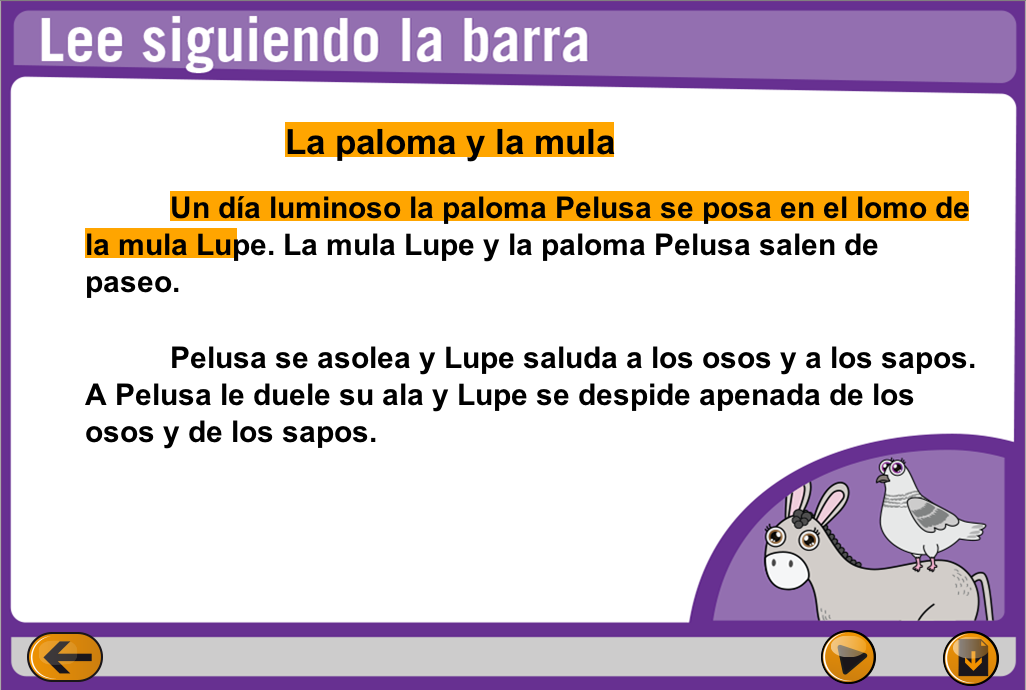 Lee siguiendo la barra
La paloma y la mula
Un día luminoso la paloma Pelusa se posa en el lomo de
la mula Lupe. La mula Lupe y la paloma Pelusa salen de
paseo.
Pelusa se asolea y Lupe saluda a los osos y a los sapos.
A Pelusa le duele su ala y Lupe se despide apenada de los
osos y de los sapos.